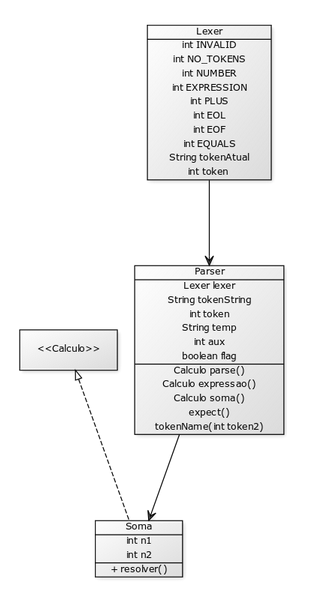 Lexer
int INVALID
int NO_TOKENS
int NUMBER
int EXPRESSION
int PLUS
int EOL
int EOF
int EQUALS
String tokenAtual
int token
Parser
Lexer lexer
String tokenString
int token
String temp
int aux
boolean flag
Calculo parse()
Calculo expressao()
Calculo soma()
expect()
tokenName(int token2)
<<Calculo>>
Soma
int n1
int n2
+ resolver()